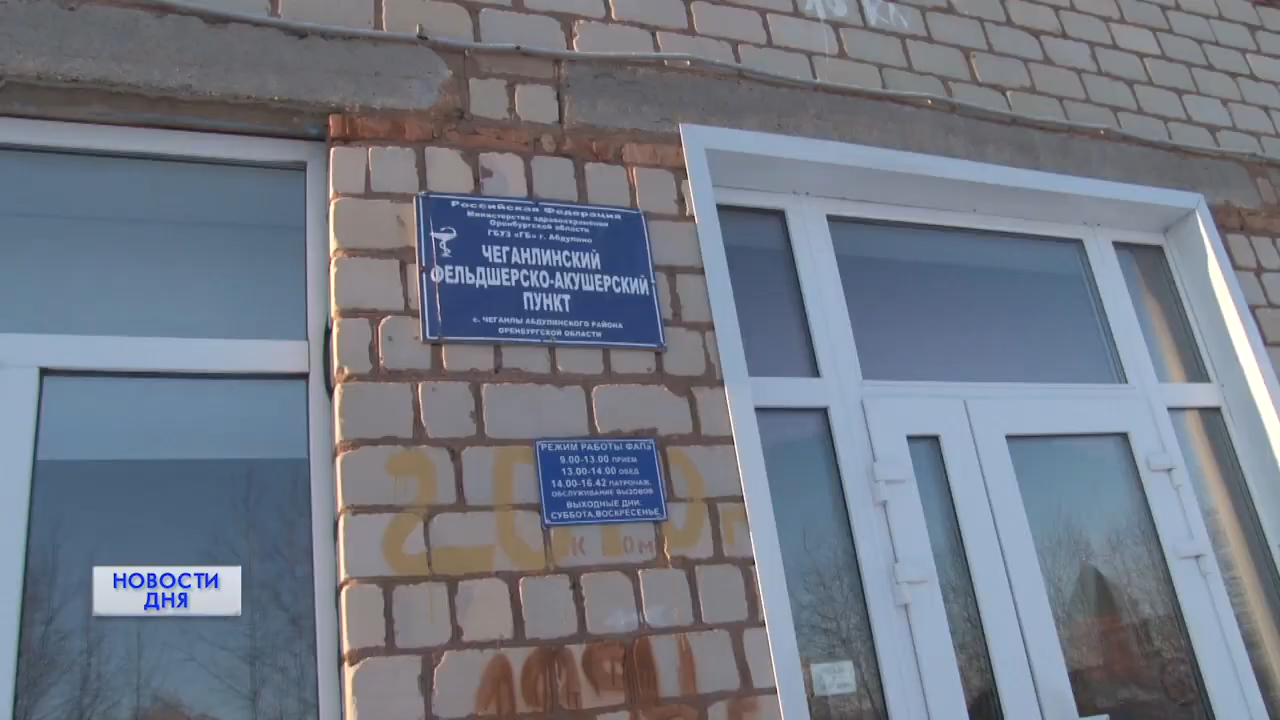 Российская Федерация
Министерство здравоохранения
Оренбургской области
ГБУЗ «ГБ» г. Абдулино
ЧЕГАНЛИНСКИЙ
ФЕЛЬДШЕРСКО-АКУШЕРСКИЙ
ПУНКТ
с. ЧЕГАНЛЫ АБДУЛИНСКОГО РАЙОНА
ОРЕНБУРГСКОЙ ОБЛАСТИ
РЕЖИМ РАБОТЫ ФАПа
9.00-13.00 ПРИЕМ
13.00-14.00 ОБЕД
14.00-16.42 ПАТРОНАЖ,
ОБСЛУЖИВАНИЕ ВЫЗОВОВ
ВЫХОДНЫЕ ДНИ:
СУББОТА, ВОСКРЕСЕНЬЕ
НОВОСТИ
ДНЯ